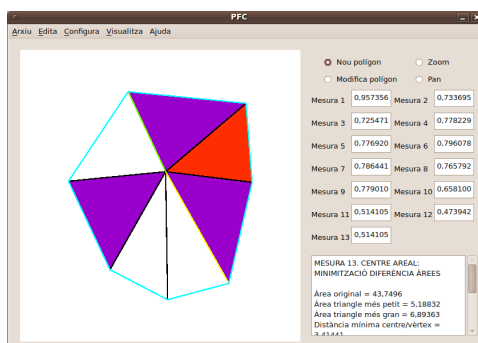 PFC
Arxiu Edita Configura Visualitza Ajuda
Nou polígon Zoom
Modifica polígon Pan
Mesura 1 0,957356 Mesura 2 0,733695
Mesura 3 0,725471 Mesura 4 0,778229
Mesura 5 0,776920 Mesura 6 0,796078
Mesura 7 0,786441 Mesura 8 0,765792
Mesura 9 0,779010 Mesura 10 0,658100
Mesura 11 0,514105 Mesura 12 0,473942
Mesura 13 0,514105
MESURA 13. CENTRE AREAL:
MINIMITZACIÓ DIFERÈNCIA ÀREES
Àrea original = 43,7496
Àrea triangle més petit = 5,18832
Àrea triangle més gran = 6,89363
Distància mínima centre/vèrtex =
3,41441